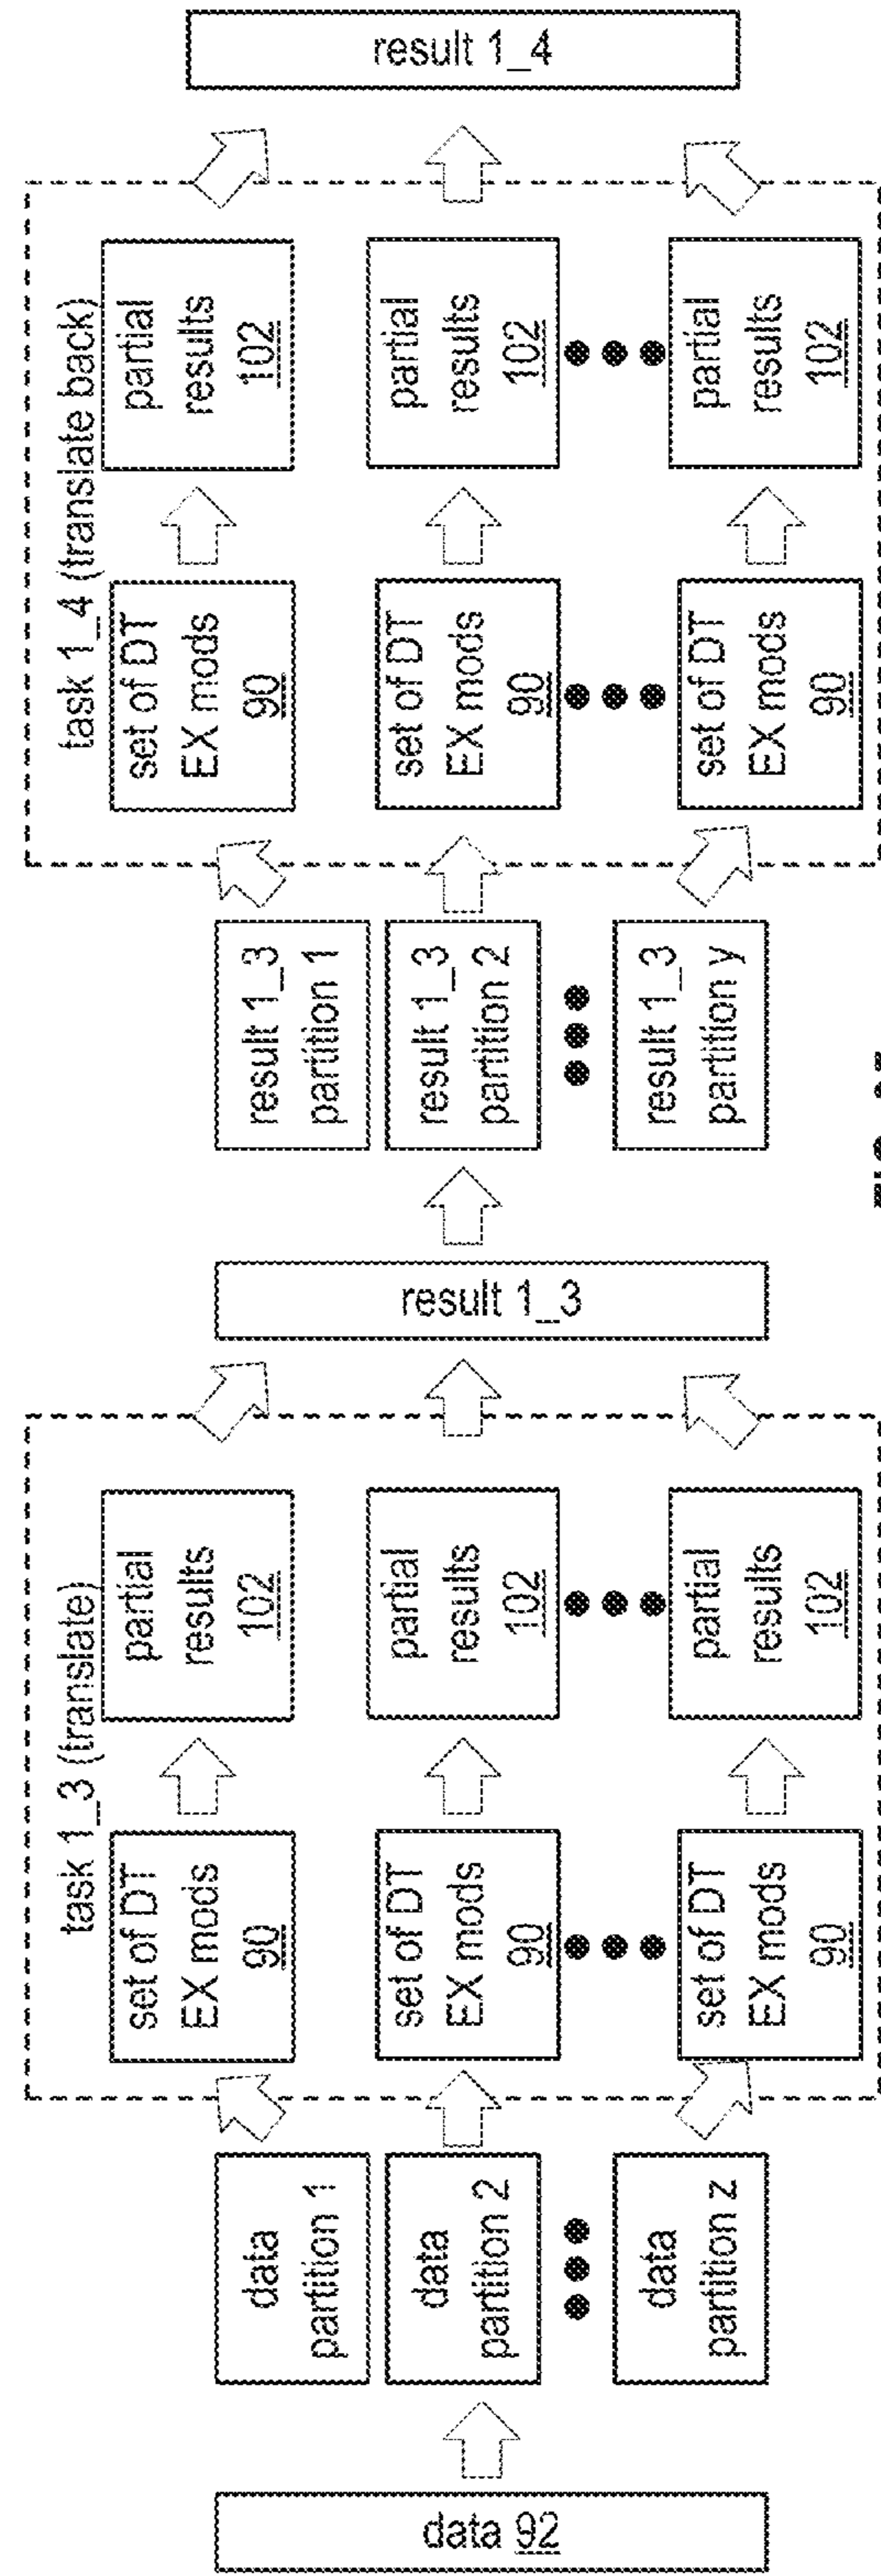 data 92
data
partition 1
data
partition 2
data
partition z
task 1_3 (translate)
set of DT
EX mods
90
set of DT
EX mods
90
set of DT
EX mods
90
partial
results
102
partial
results
102
partial
results
102
result 1_3
result 1_3
partition 1
result 1_3
partition 2
result 1_3
partition y
task 1_4 (translate back)
set of DT
EX mods
90
set of DT
EX mods
90
set of DT
EX mods
90
partial
results
102
partial
results
102
partial
results
102
result 1_4